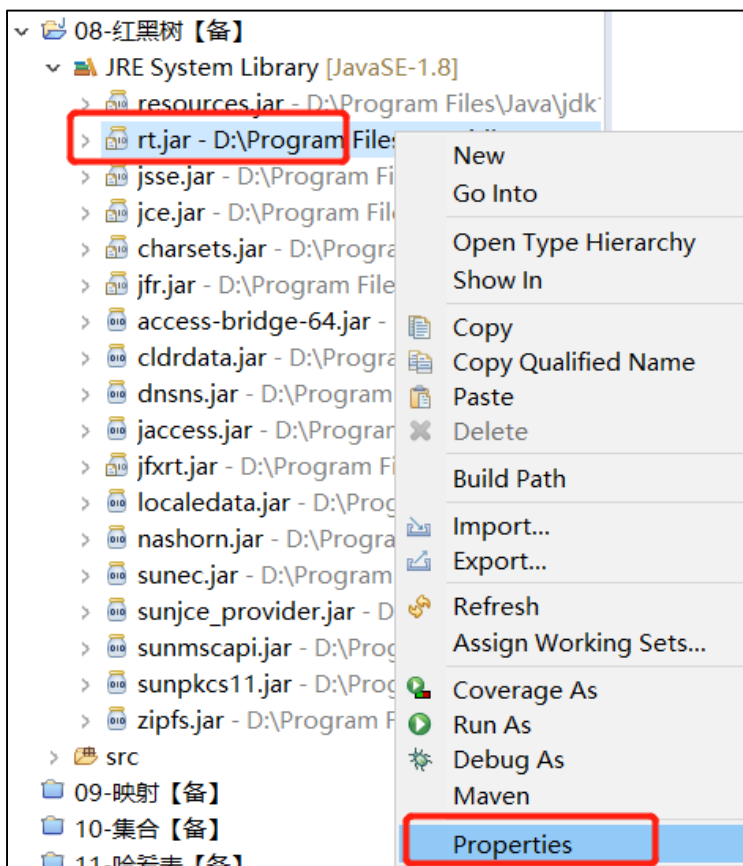 08-红黑树【备】
JRE System Library [JavaSE-1.8]
resources.jar - D:\Program Files\Java\jdk
rt.jar - D:\Program Files
jsse.jar - D:\Program Fi
jce.jar - D:\Program File
charsets.jar - D:\Progra
jfr.jar - D:\Program File
access-bridge-64.jar -
cldrdata.jar - D:\Progra
dnsns.jar - D:\Program
jaccess.jar - D:\Program
jfxrt.jar - D:\Program Fi
localedata.jar - D:\Prog
nashorn.jar - D:\Progra
sunec.jar - D:\Program
sunjce_provider.jar - D
sunmscapi.jar - D:\Prog
sunpkcs11.jar - D:\Prog
zipfs.jar - D:\Program F
src
09-映射【备】
10-集合【备】
11-哈希表【备】
New
Go Into
Open Type Hierarchy
Show In
Copy
Copy Qualified Name
Paste
Delete
Build Path
Import...
Export...
Refresh
Assign Working Sets...
Coverage As
Run As
Debug As
Maven
Properties